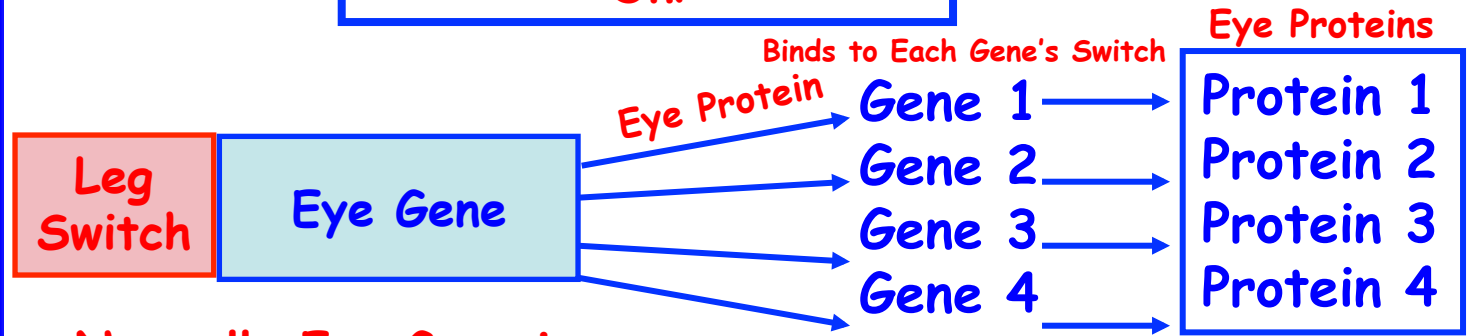 Eye Proteins
Binds to Each Gene's Switch
Eye Protein
Gene 1
Protein 1
Leg
Switch
Eye Gene
Gene 2
Protein 2
Gene 3
Protein 3
Gene 4
Protein 4